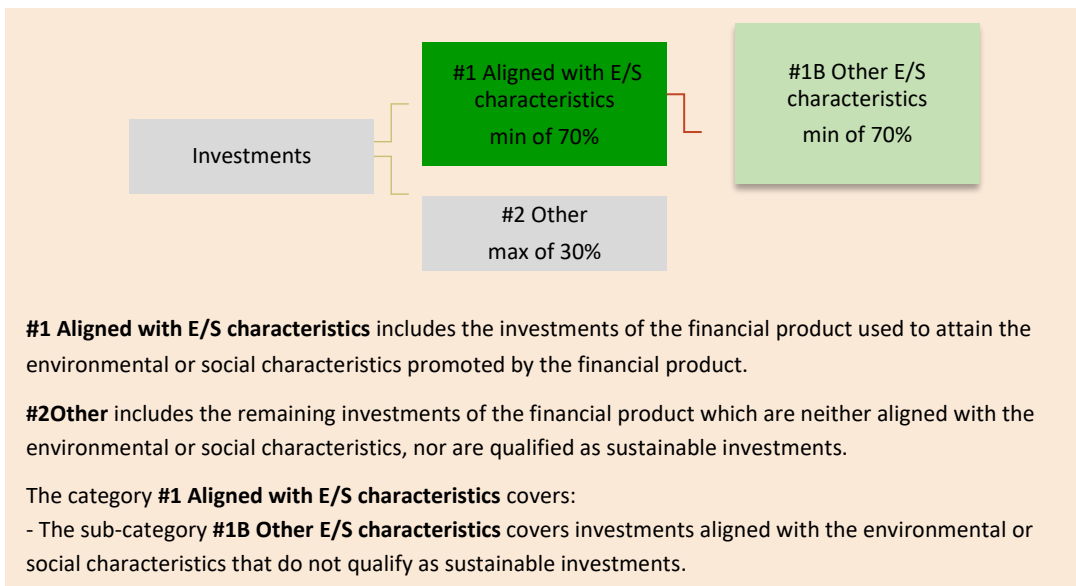 #1 Aligned with E/S
characteristics
min of 70%
#1B Other E/S
characteristics
min of 70%
Investments
#2 Other
max of 30%
#1 Aligned with E/S characteristics includes the investments of the financial product used to attain the
environmental or social characteristics promoted by the financial product.
#2Other includes the remaining investments of the financial product which are neither aligned with the
environmental or social characteristics, nor are qualified as sustainable investments.
The category #1 Aligned with E/S characteristics covers:
- The sub-category #1B Other E/S characteristics covers investments aligned with the environmental or
social characteristics that do not qualify as sustainable investments.